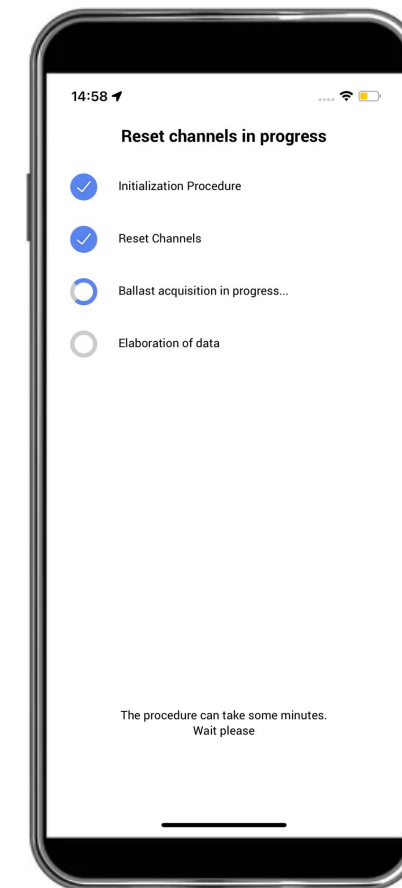 14:58
Reset channels in progress
Initialization Procedure
Reset Channels
Ballast acquisition in progress...
Elaboration of data
The procedure can take some minutes.
Wait please